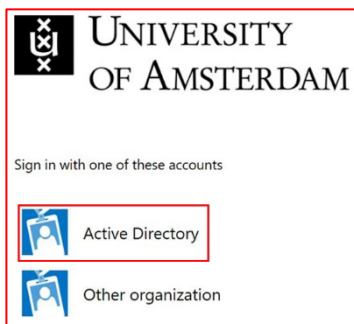 UNIVERSITY
OF AMSTERDAM
Sign in with one of these accounts
Active Directory
Other organization